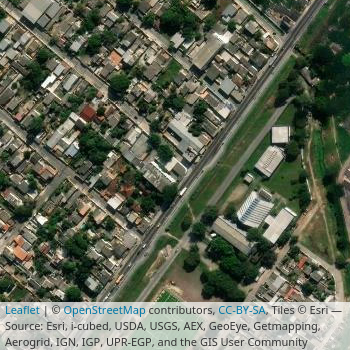 Leaflet | © OpenStreetMap contributors, CC-BY-SA, Tiles © Esri —
Source: Esri, i-cubed, USDA, USGS, AEX, GeoEye, Getmapping,
Aerogrid, IGN, IGP, UPR-EGP, and the GIS User Community